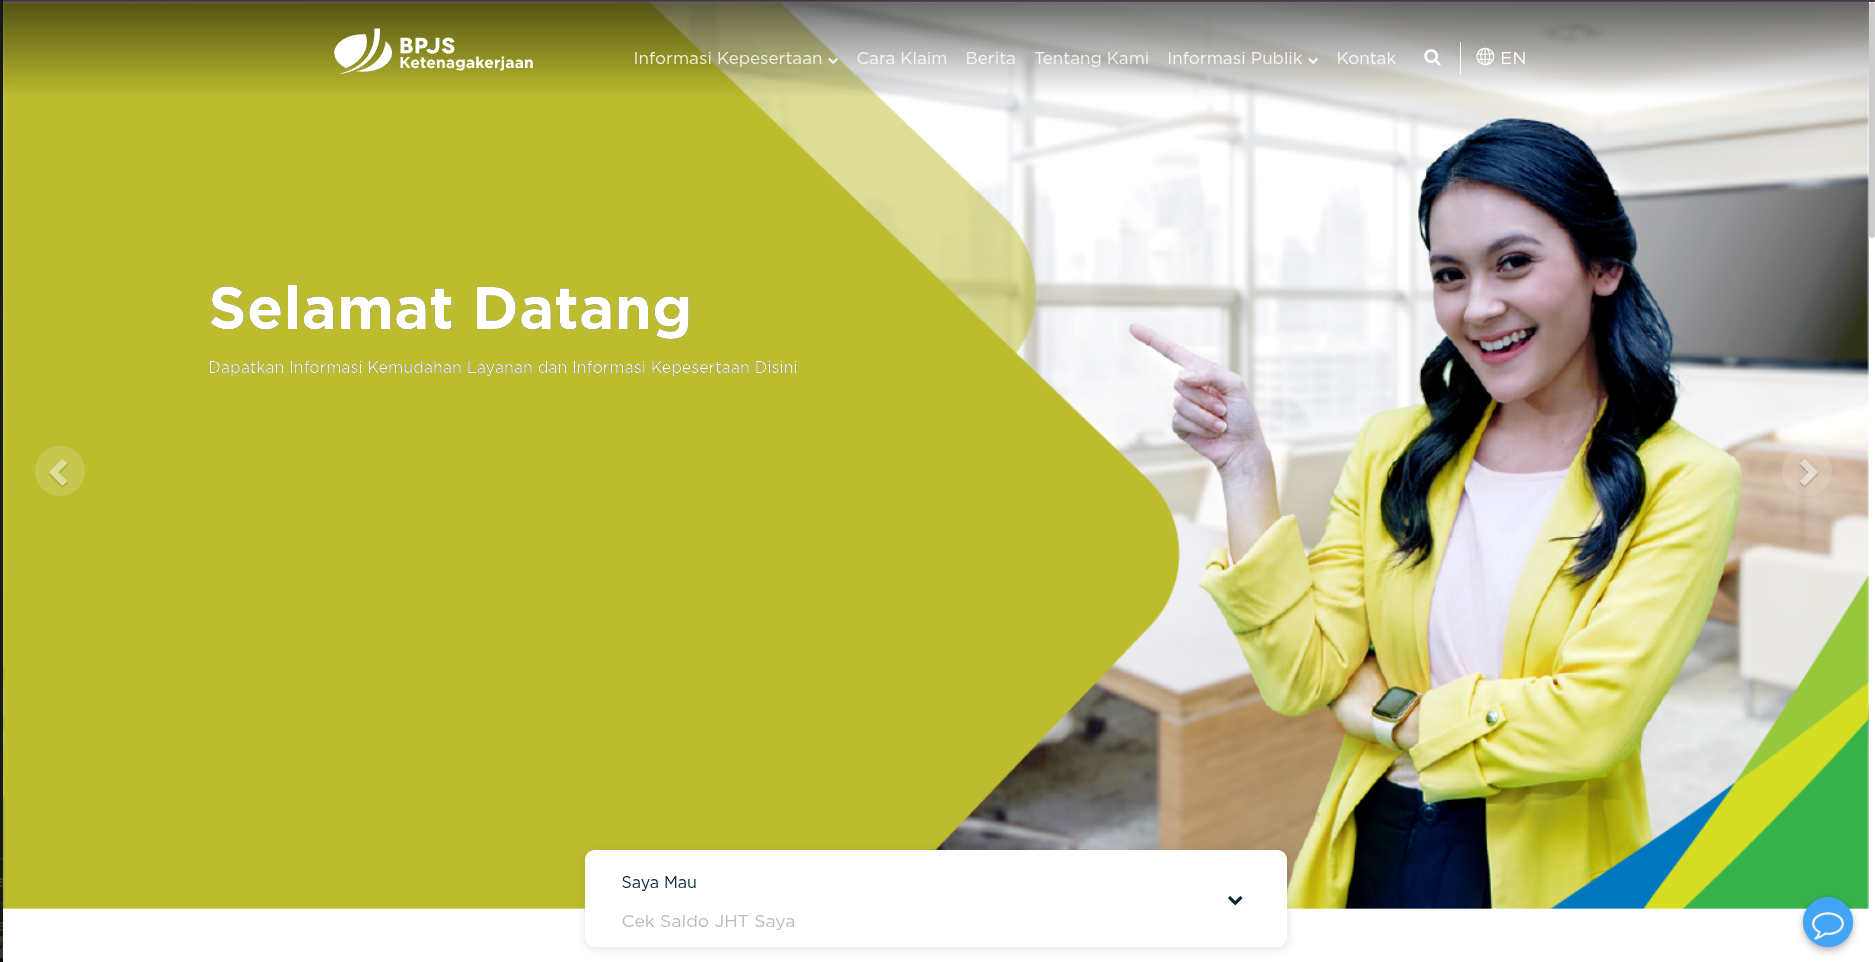 BPJS
Ketenagakerjaan
Informasi Kepesertaan Cara Klaim Berita Tentang Kami Informasi Publik Kontak EN
Selamat Datang
Dapatkan Informasi Kemudahan Layanan dan Informasi Kepesertaan Disini
Saya Mau
Cek Saldo JHT Saya